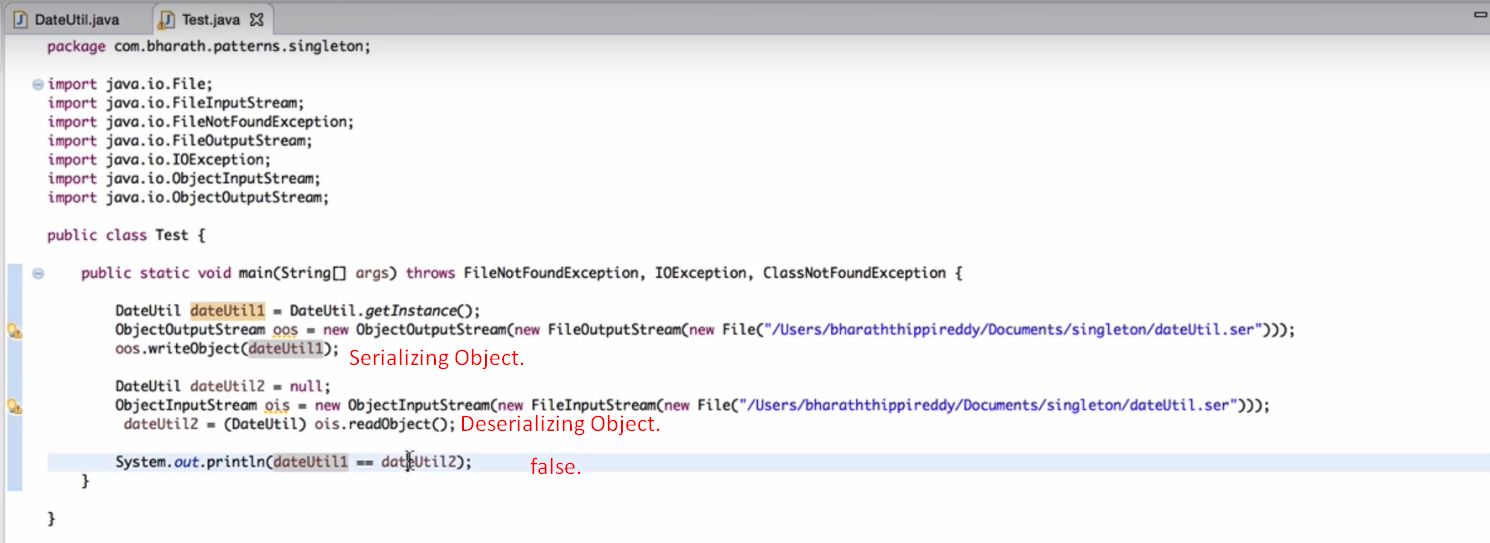 DateUtil.java Test.java
package com.bharath.patterns.singleton;
import java.io.File;
import java.io.FileInputStream;
import java.io.FileNotFoundException;
import java.io.FileOutputStream;
import java.io.IOException;
import java.io.ObjectInputStream;
import java.io.ObjectOutputStream;
public class Test {
public static void main(String[] args) throws FileNotFoundException, IOException, ClassNotFoundException {
DateUtil dateUtil1 = DateUtil.getInstance();
ObjectOutputStream oos = new ObjectOutputStream(new FileOutputStream(new File("/Users/bharaththippireddy/Documents/singleton/dateUtil.ser")));
oos.writeObject(dateUtil1); Serializing Object.
DateUtil dateUtil2 = null;
ObjectInputStream ois = new ObjectInputStream(new FileInputStream(new File("/Users/bharaththippireddy/Documents/singleton/dateUtil.ser")));
dateUtil2 = (DateUtil) ois.readObject(); Deserializing Object.
System.out.println(dateUtil1 == dateUtil2); false.
}
}